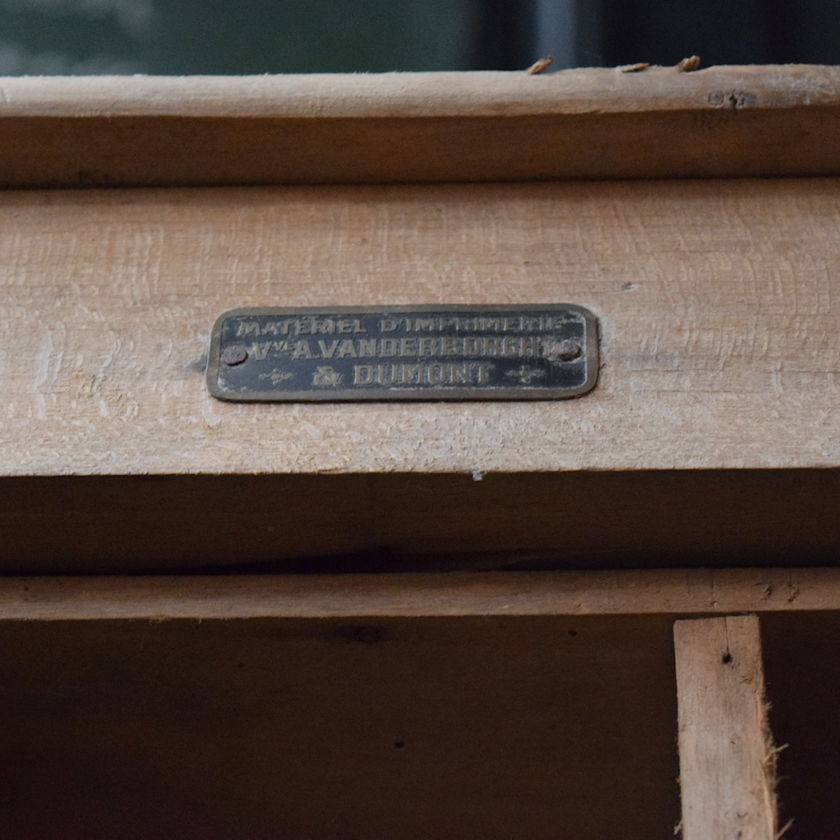 MATERIEL D'IMPRIMERIE
Vve A. VANDERBORGHT
& DUMONT